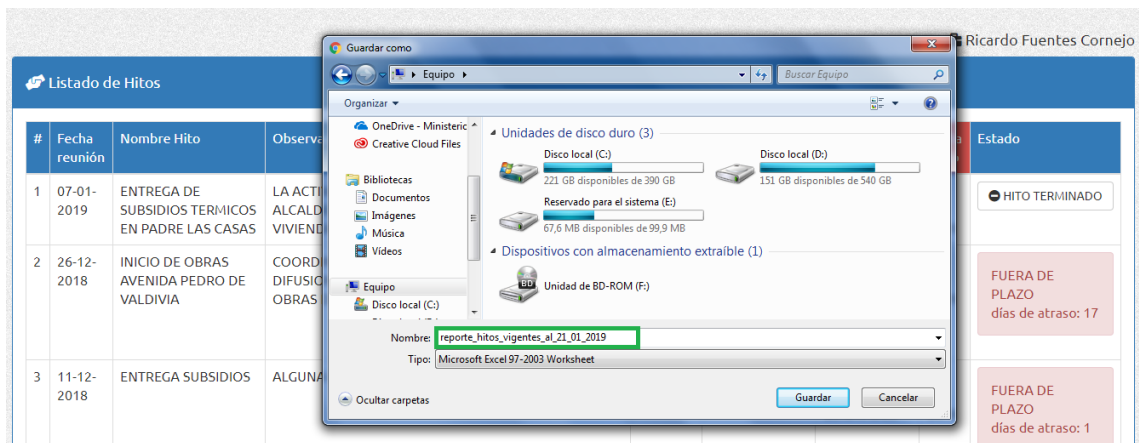 Ricardo Fuentes Cornejo
Listado de Hitos
Guardar como
Equipo
Buscar Equipo
Organizar
OneDrive - Ministeric
Creative Cloud Files
Bibliotecas
Documentos
Imágenes
Música
Vídeos
Equipo
Disco local (C:)
Unidades de disco duro (3)
Disco local (C:)
221 GB disponibles de 390 GB
Disco local (D:)
151 GB disponibles de 540 GB
Reservado para el sistema (E:)
67,6 MB disponibles de 99,9 MB
Dispositivos con almacenamiento extraíble (1)
BD
Unidad de BD-ROM (F:)
Nombre: reporte_hitos_vigentes_al_21_01_2019
Tipo: Microsoft Excel 97-2003 Worksheet
Ocultar carpetas
Guardar
Cancelar
# Fecha Nombre Hito Observa Estado
reunión
1 07-01- ENTREGA DE LA ACTI HITO TERMINADO
2019 SUBSIDIOS TERMICOS ALCALD
EN PADRE LAS CASAS VIVIEND
2 26-12- INICIO DE OBRAS COORD FUERA DE
2018 AVENIDA PEDRO DE DIFUSIO PLAZO
VALDIVIA OBRAS días de atraso: 17
3 11-12- ENTREGA SUBSIDIOS ALGUNA FUERA DE
2018 PLAZO
días de atraso: 1